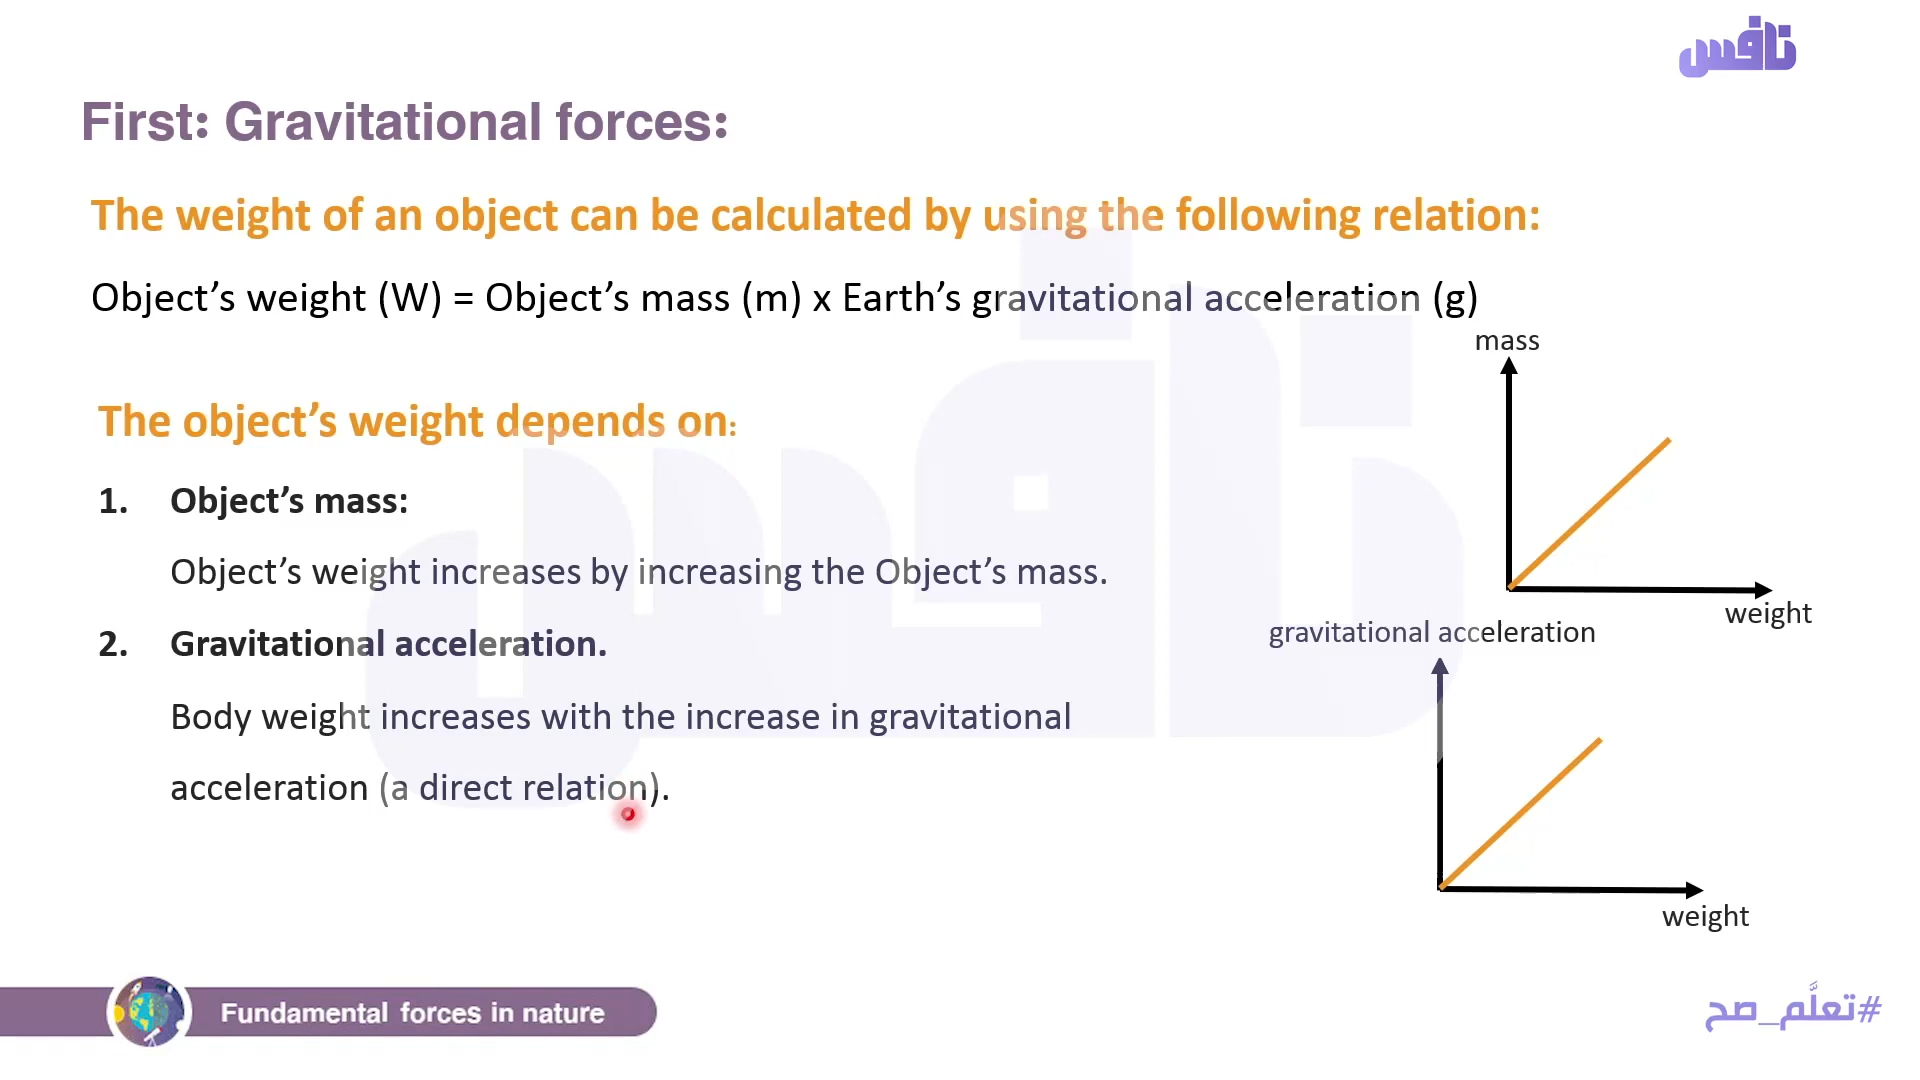 نافس
First: Gravitational forces:
The weight of an object can be calculated by using the following relation:
Object’s weight (W) = Object’s mass (m) x Earth’s gravitational acceleration (g)
mass
The object’s weight depends on:
1. Object’s mass:
Object’s weight increases by increasing the Object’s mass.
weight
gravitational acceleration
2. Gravitational acceleration.
Body weight increases with the increase in gravitational
acceleration (a direct relation).
weight
Fundamental forces in nature
#تعلَّم_صح